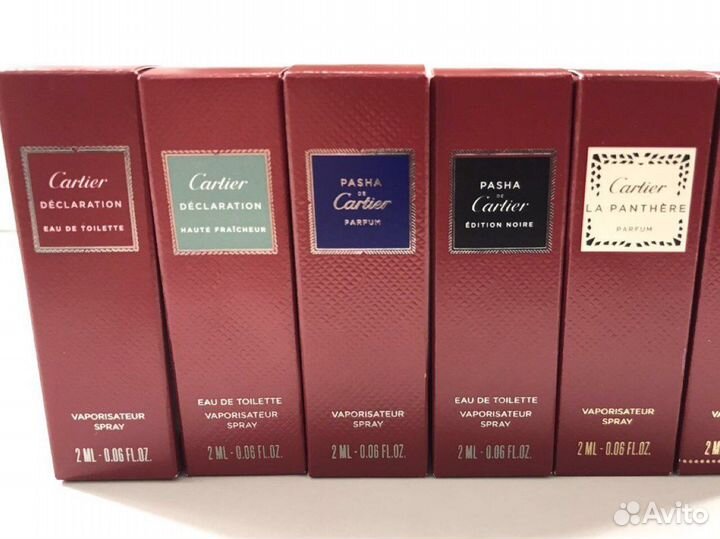 Cartier
DÉCLARATION
EAU DE TOILETTE
VAPORISATEUR
SPRAY
2 ML - 0.06 FL.OZ.
Cartier
DÉCLARATION
HAUTE FRAÎCHEUR
EAU DE TOILETTE
VAPORISATEUR
SPRAY
2 ML - 0.06 FL.OZ.
PASHA
DE
Cartier
PARFUM
VAPORISATEUR
SPRAY
2 ML - 0.06 FL.OZ.
PASHA
DE
Cartier
ÉDITION NOIRE
EAU DE TOILETTE
VAPORISATEUR
SPRAY
2 ML - 0.06 FL.OZ.
Cartier
LA PANTHÈRE
PARFUM
VAPORISATEUR
SPRAY
2 ML - 0.06 FL.OZ.
Avito